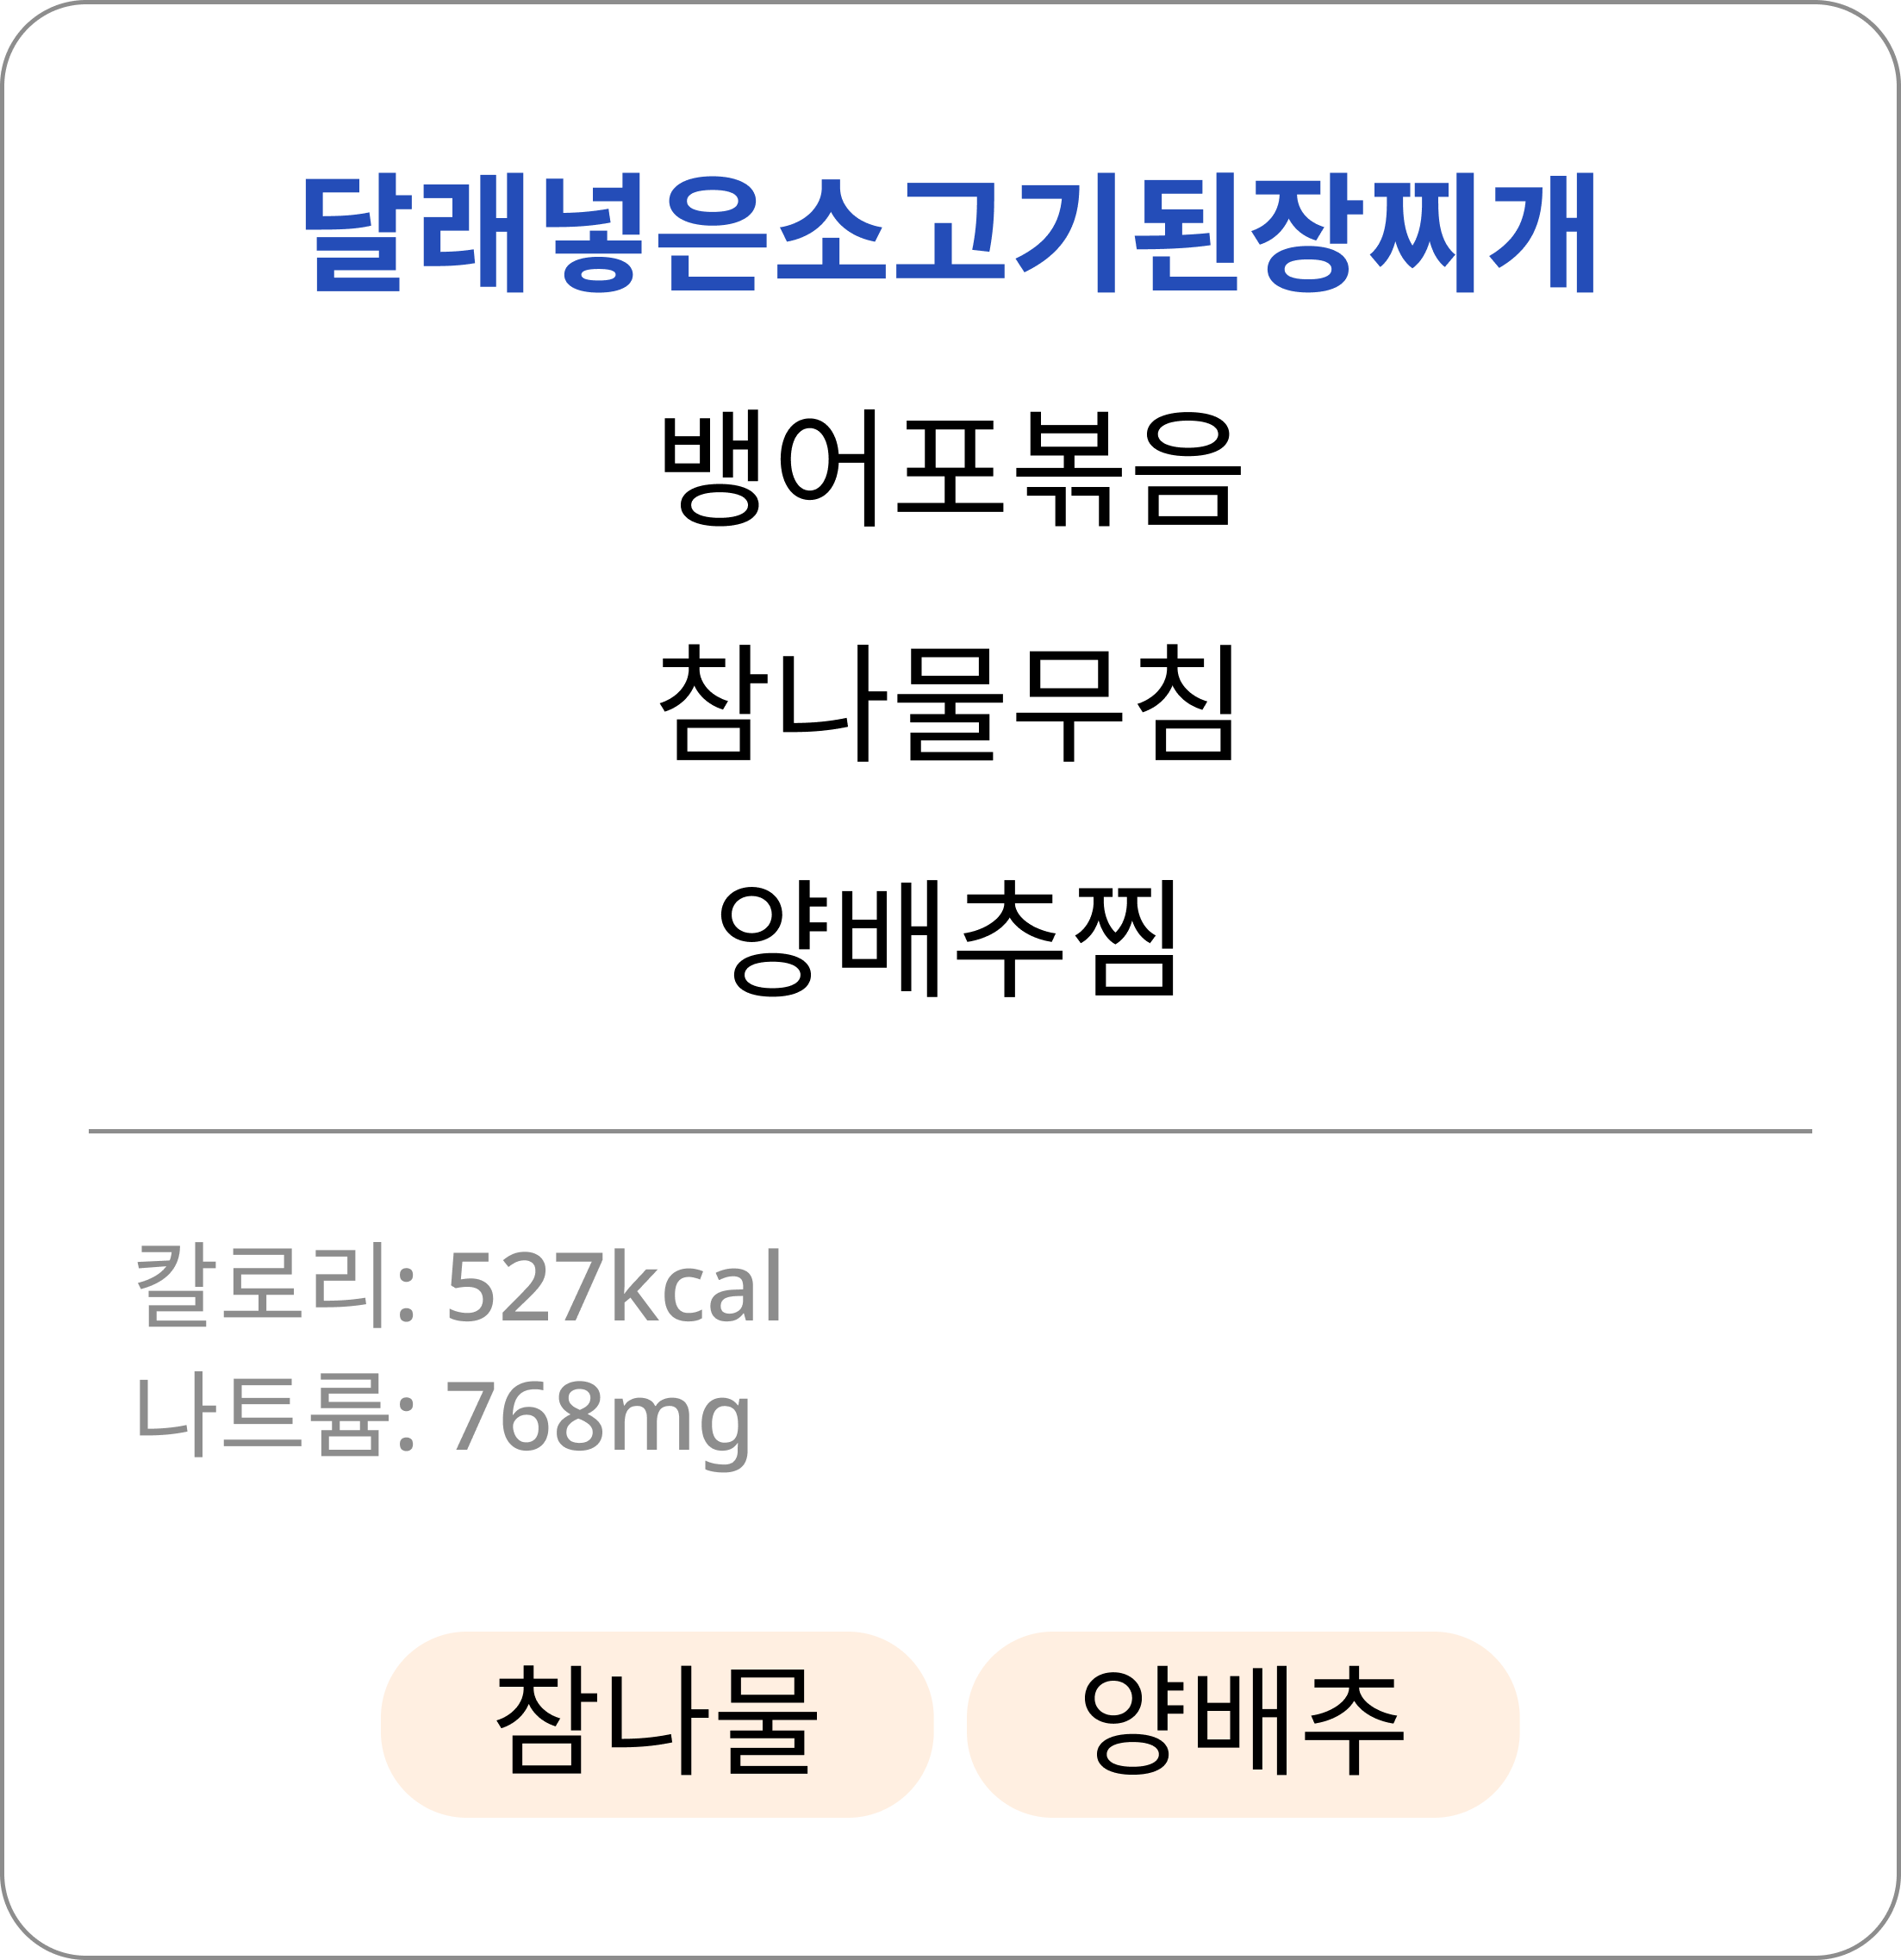 달래넣은소고기된장찌개
뱅어포볶음
참나물무침
양배추찜
칼로리: 527kcal
나트륨: 768mg
참나물 양배추